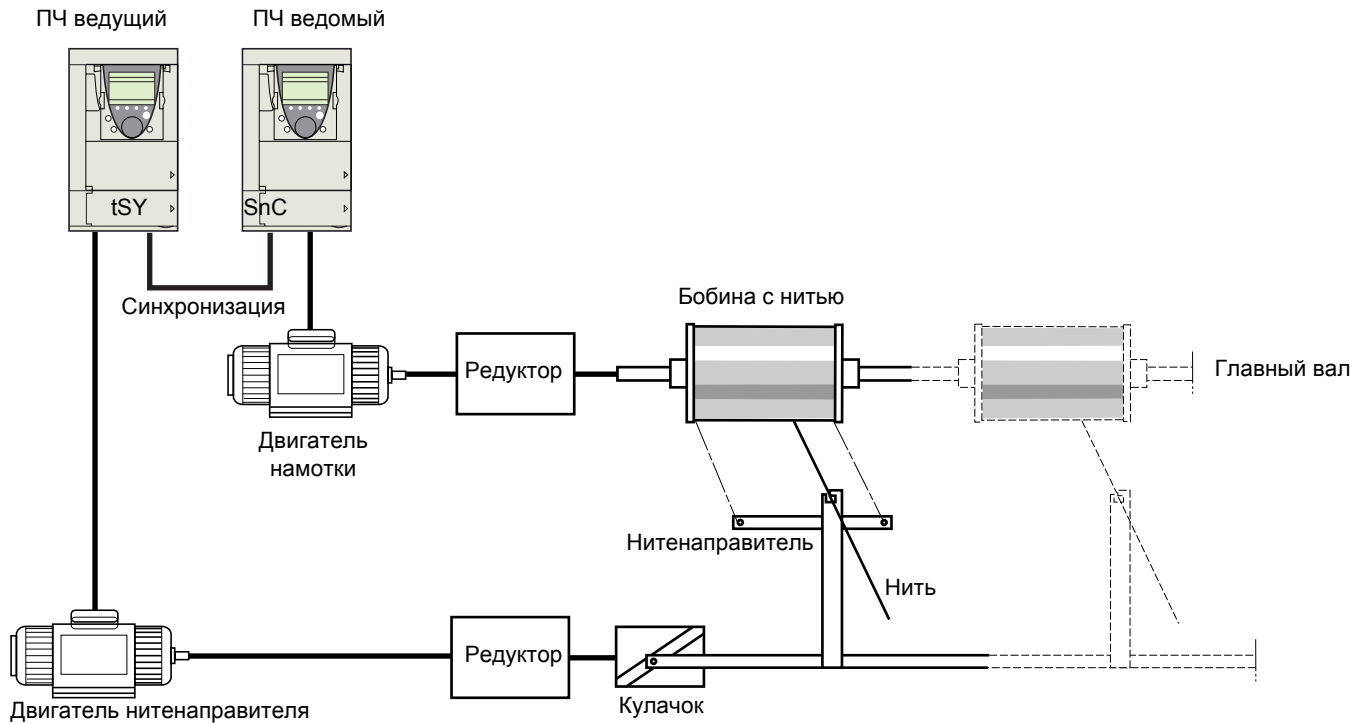 ПЧ ведущий
ПЧ ведомый
tSY
SnC
Синхронизация
Бобина с нитью
Редуктор
Главный вал
Двигатель
намотки
Нитенаправитель
Нить
Редуктор
Кулачок
Двигатель нитенаправителя